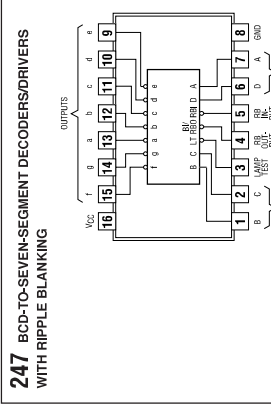 247 BCD-TO-SEVEN-SEGMENT DECODERS/DRIVERS
WITH RIPPLE BLANKING
OUTPUTS
VCC f g a b c d e
16 15 14 13 12 11 10 9
f g a b c d e
BI/
B C LT RBO RBI D A
1 2 3 4 5 6 7 8
B C LAMP TEST RB OUT- RB IN- D A GND